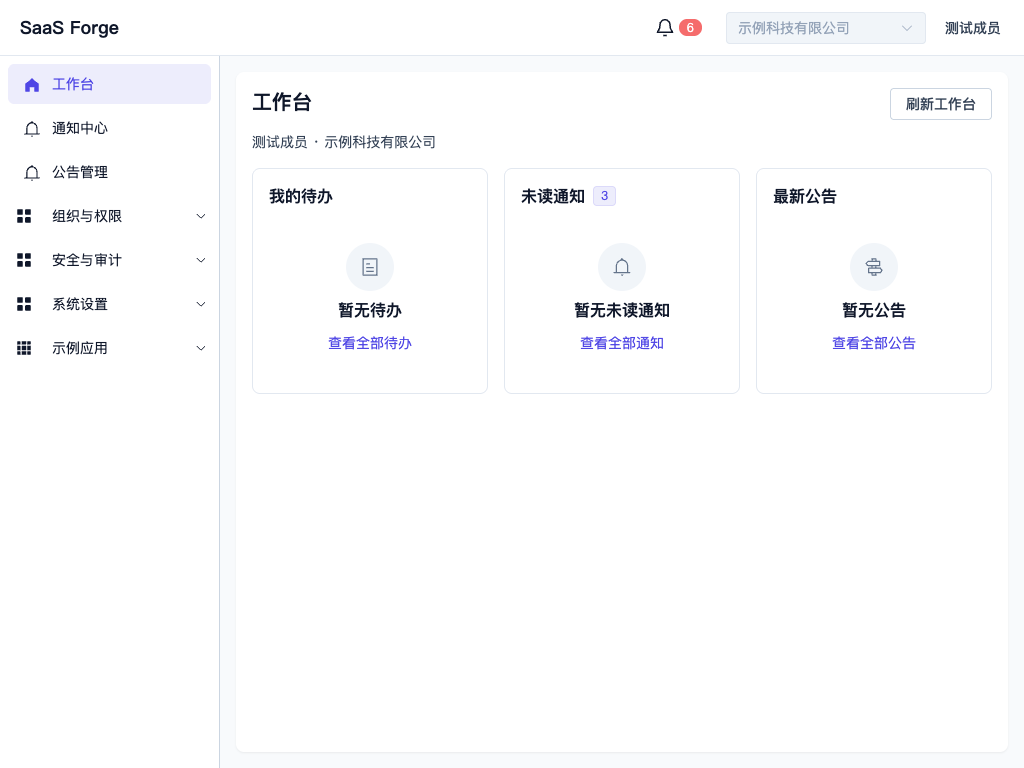 SaaS Forge
6
示例科技有限公司
测试成员
工作台
通知中心
公告管理
组织与权限
安全与审计
系统设置
示例应用
工作台
刷新工作台
测试成员 · 示例科技有限公司
我的待办
暂无待办
查看全部待办
未读通知 3
暂无未读通知
查看全部通知
最新公告
暂无公告
查看全部公告